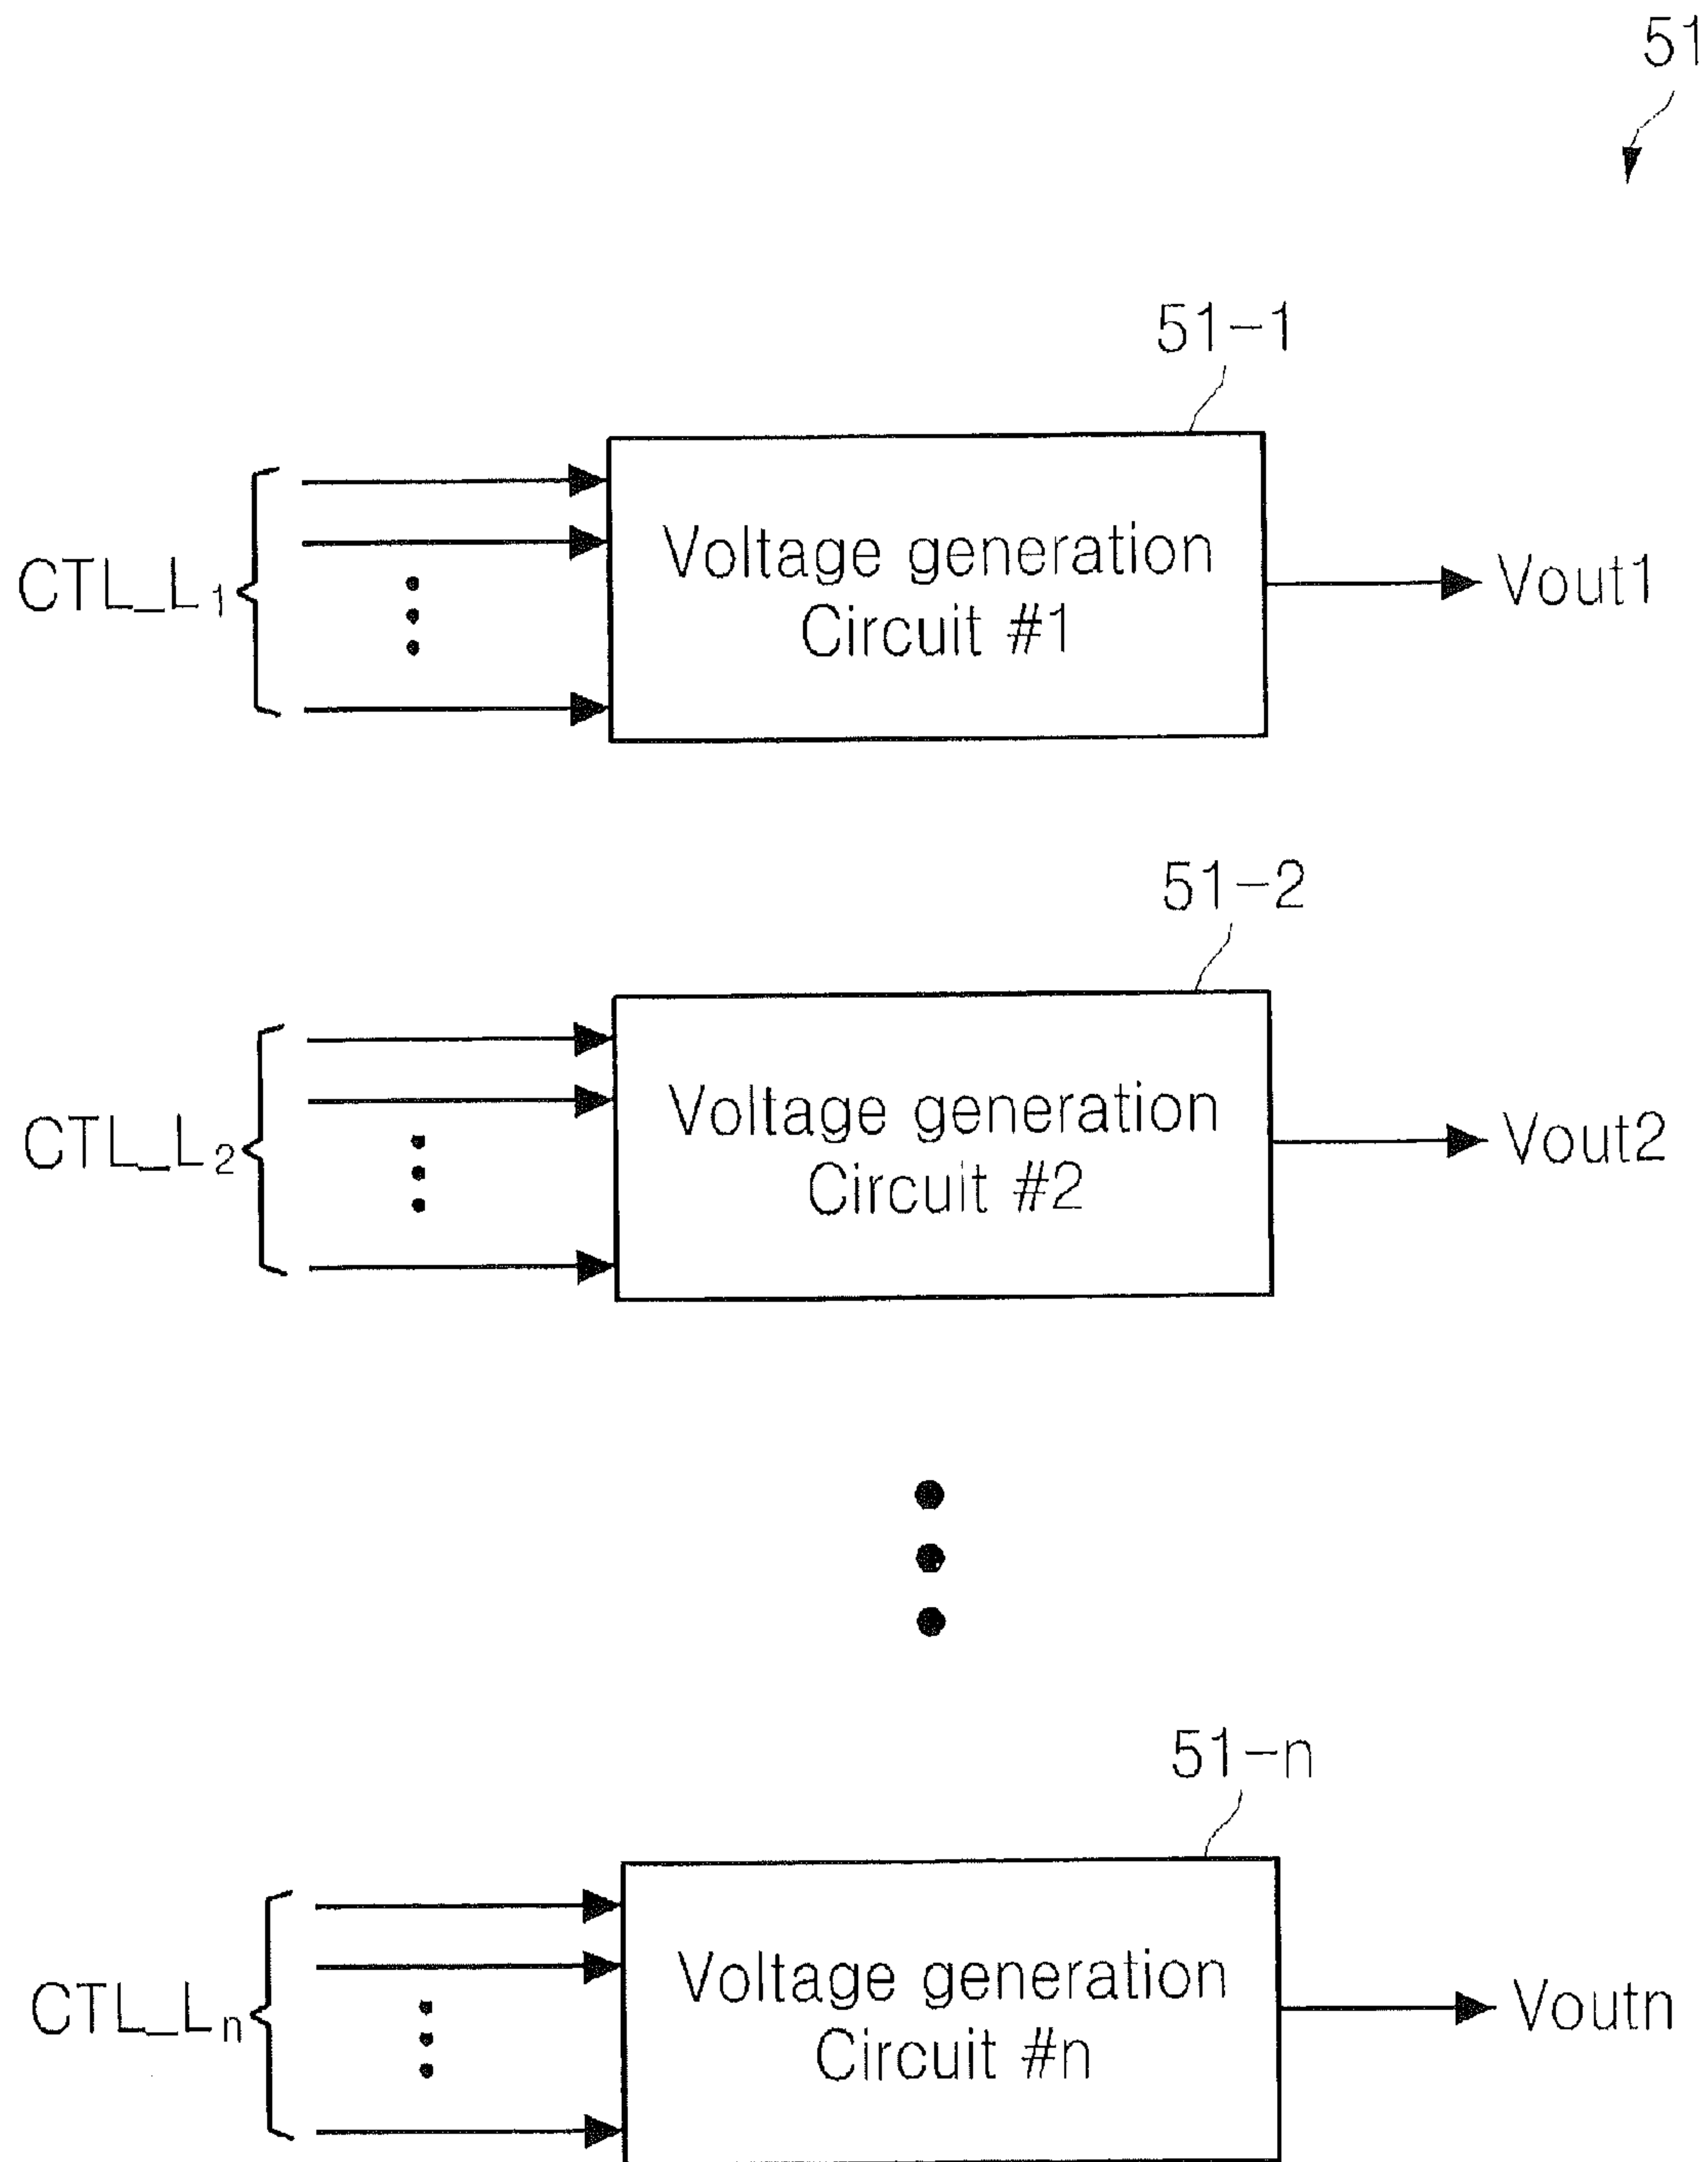 51
51-1
CTL_L1
Voltage generation
Circuit #1
Vout1
51-2
CTL_L2
Voltage generation
Circuit #2
Vout2
51-n
CTL_Ln
Voltage generation
Circuit #n
Voutn